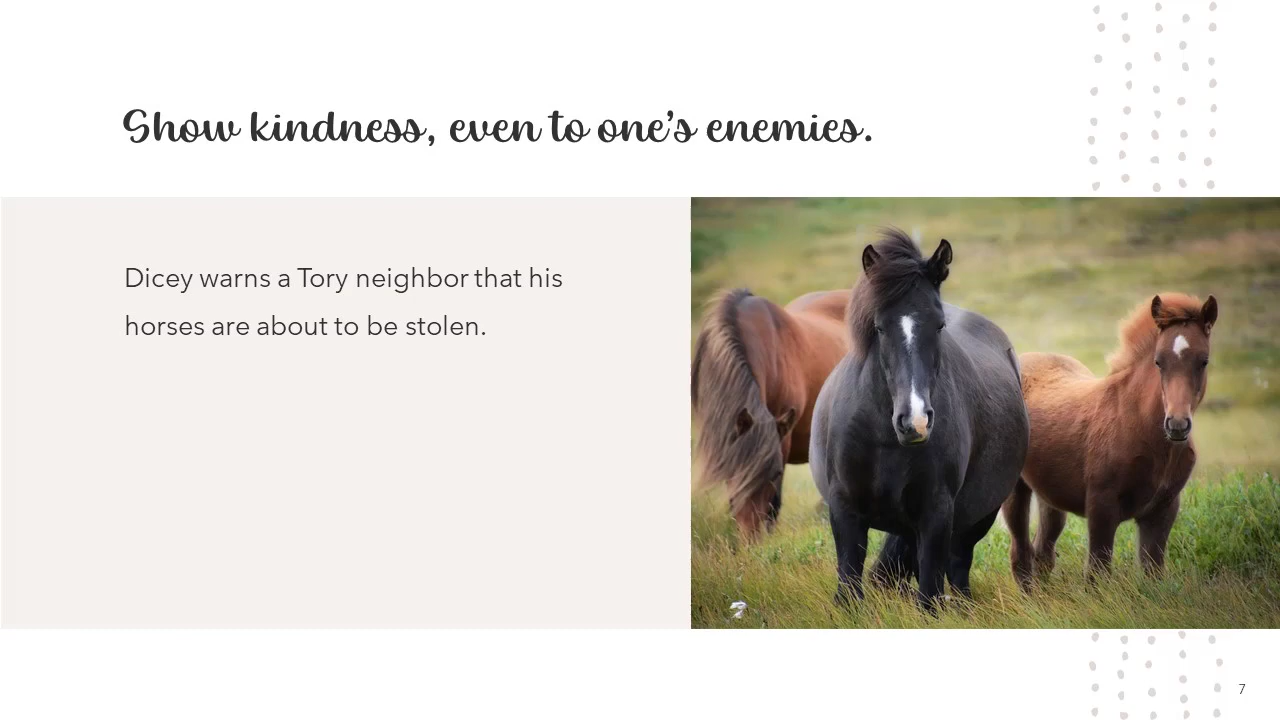 Show kindness, even to one's enemies.
Dicey warns a Tory neighbor that his
horses are about to be stolen.
7